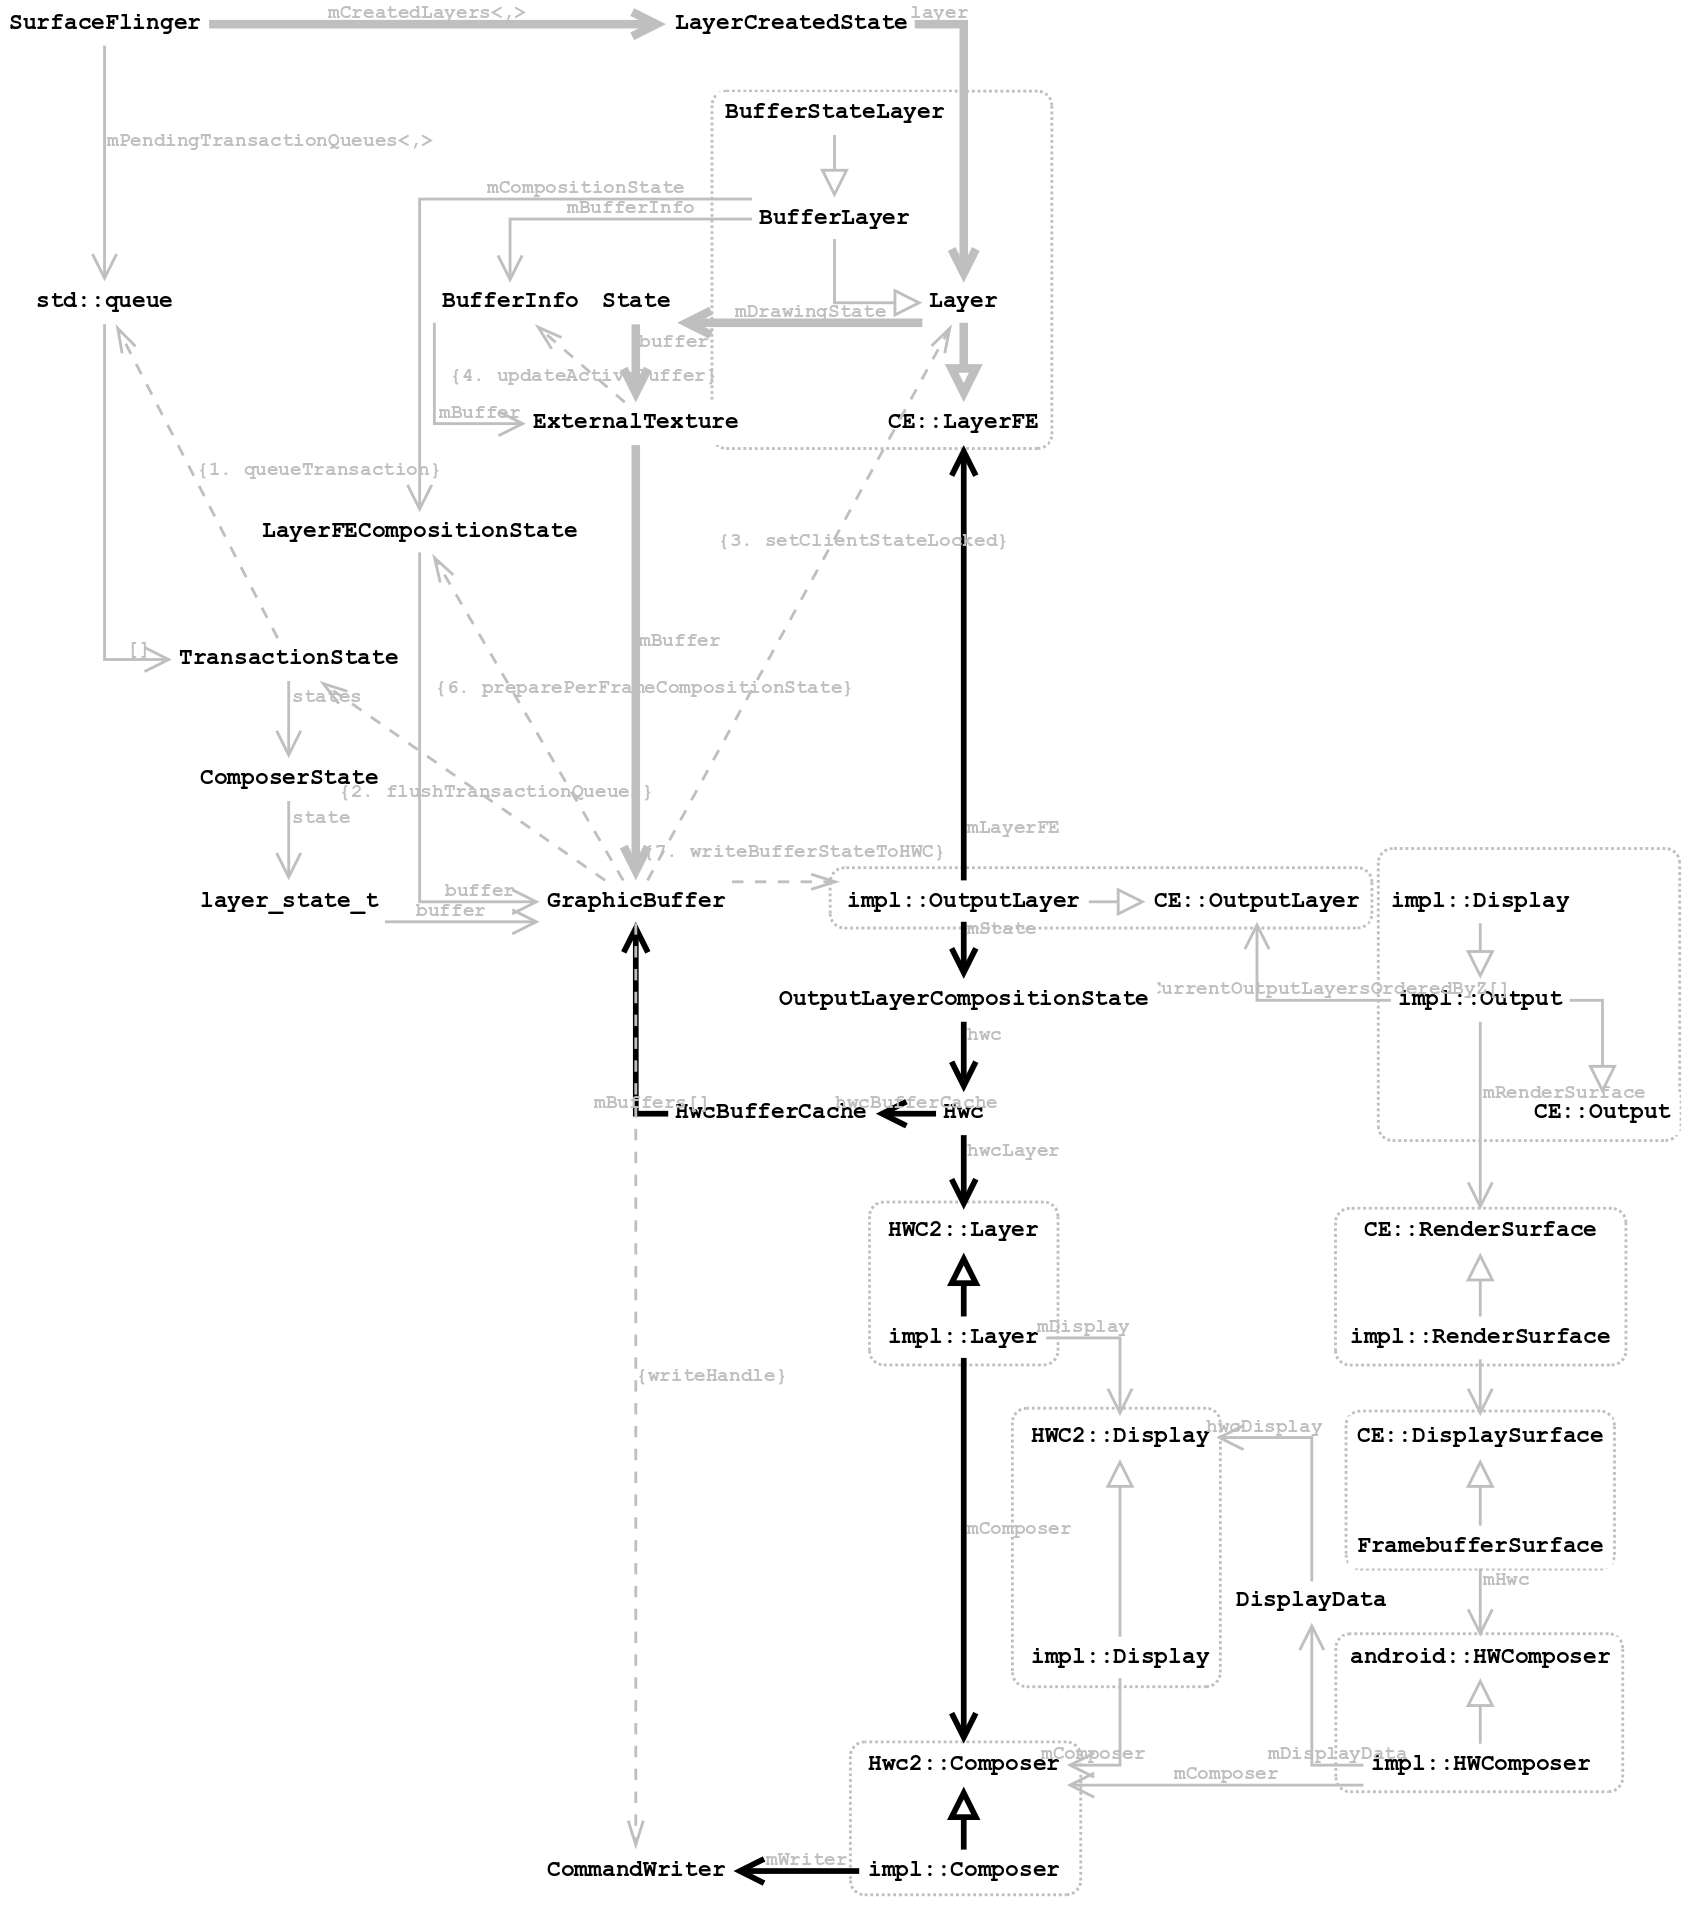 mCreatedLayers<,>
layer
SurfaceFlinger
LayerCreatedState
BufferStateLayer
mPendingTransactionQueues<,>
mCompositionState
mBufferInfo
BufferLayer
std::queue
BufferInfo
State
Layer
mDrawingState
buffer
{4. updateActiveBuffer}
mBuffer
ExternalTexture
CE::LayerFE
{1. queueTransaction}
LayerFECompositionState
{3. setClientStateLocked}
mBuffer
[]
TransactionState
{6. preparePerFrameCompositionState}
states
ComposerState
{2. flushTransactionQueues}
state
mLayerFE
{7. writeBufferStateToHWC}
buffer
layer_state_t
GraphicBuffer
impl::OutputLayer
CE::OutputLayer
impl::Display
buffer
mState
CurrentOutputLayersOrderedByZ[]
OutputLayerCompositionState
impl::Output
hwc
mRenderSurface
mBuffers[]
HwcBufferCache
hwcBufferCache
Hwc
CE::Output
hwcLayer
HWC2::Layer
CE::RenderSurface
mDisplay
impl::Layer
impl::RenderSurface
{writeHandle}
hwcDisplay
HWC2::Display
CE::DisplaySurface
mComposer
FramebufferSurface
mHwc
DisplayData
impl::Display
android::HWComposer
mComposer
mDisplayData
Hwc2::Composer
impl::HWComposer
mComposer
mWriter
CommandWriter
impl::Composer